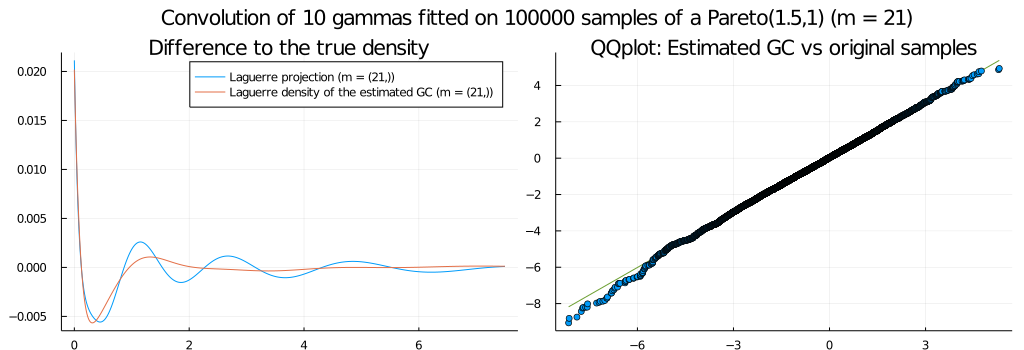 Convolution of 10 gammas fitted on 100000 samples of a Pareto(1.5,1) (m = 21)
Difference to the true density
Laguerre projection (m = (21,))
Laguerre density of the estimated GC (m = (21,))
0.020
0.015
0.010
0.005
0.000
−0.005
0 2 4 6
QQplot: Estimated GC vs original samples
4
2
0
−2
−4
−6
−8
−6 −3 0 3